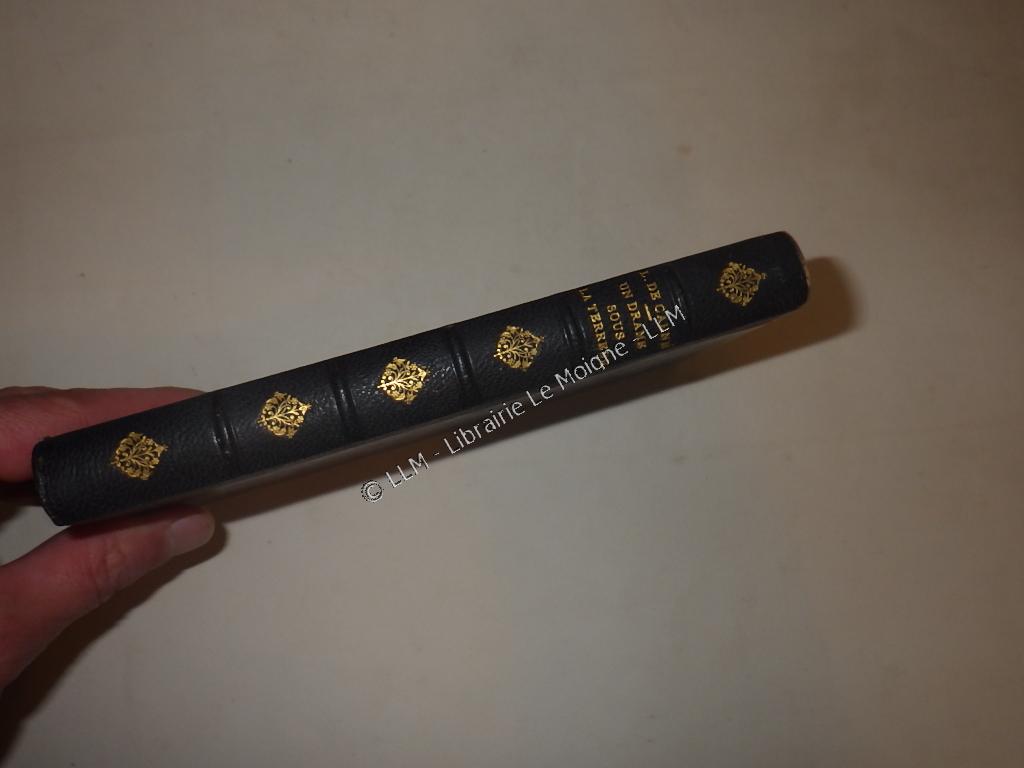 L. DE
UN DRAME
SOUS
LA TERRE
© LLM - Librairie Le Moigne - LLM